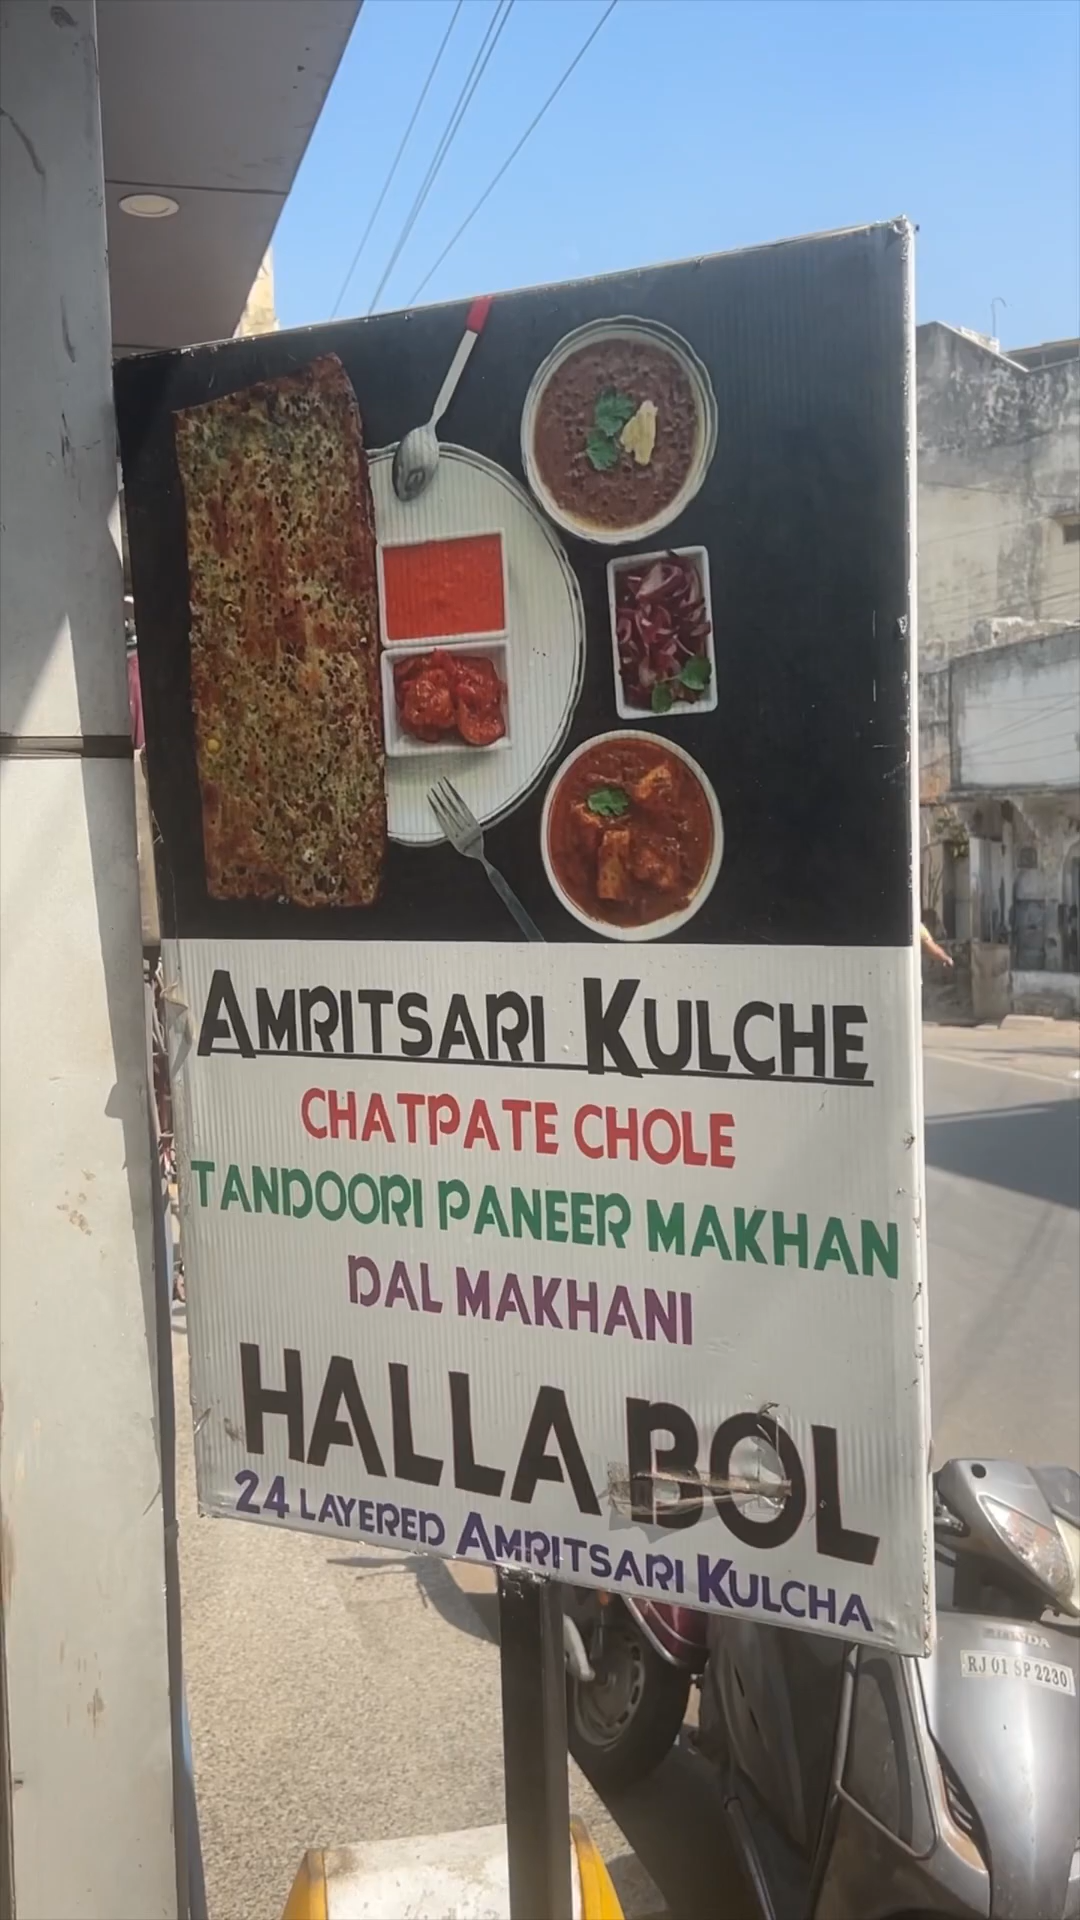 AMRITSARI KULCHE
CHATPATE CHOLE
TANDOORI PANEER MAKHAN
DAL MAKHANI
HALLA BOL
24 LAYERED AMRITSARI KULCHA
HONDA
RJ 01 SP 2230